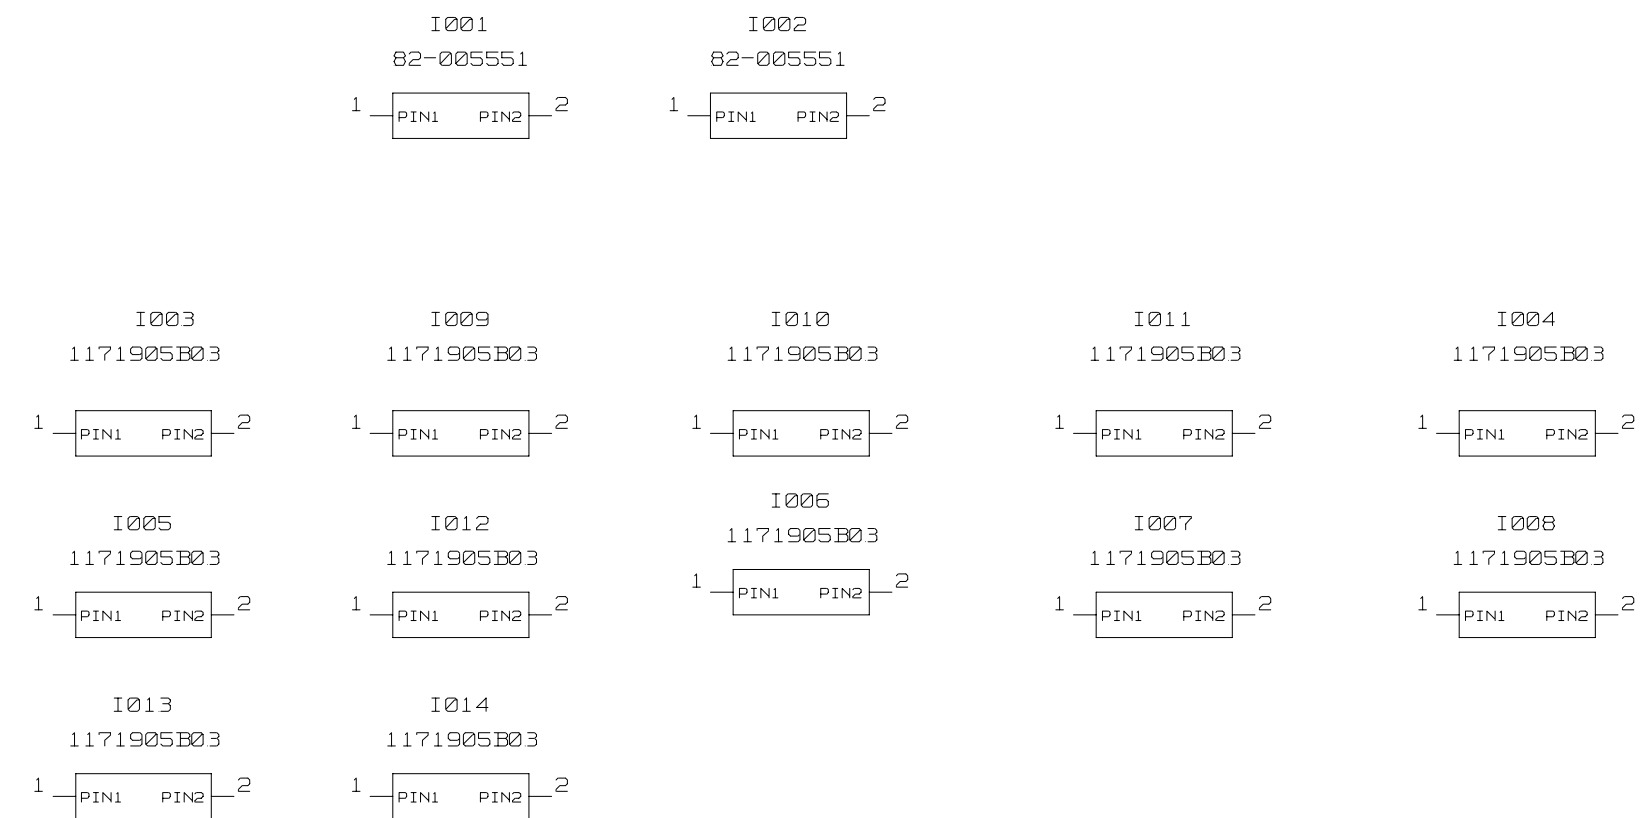 I001 I002
82-005551 82-005551
1 PIN1 PIN2 2 1 PIN1 PIN2 2
I003 I009 I010 I011 I004
1171905B03 1171905B03 1171905B03 1171905B03 1171905B03
1 PIN1 PIN2 2 1 PIN1 PIN2 2 1 PIN1 PIN2 2 1 PIN1 PIN2 2 1 PIN1 PIN2 2
I006
I005 I012 I007 I008
1171905B03
1171905B03 1171905B03 1171905B03 1171905B03
1 PIN1 PIN2 2
1 PIN1 PIN2 2 1 PIN1 PIN2 2 1 PIN1 PIN2 2 1 PIN1 PIN2 2
I013 I014
1171905B03 1171905B03
1 PIN1 PIN2 2 1 PIN1 PIN2 2